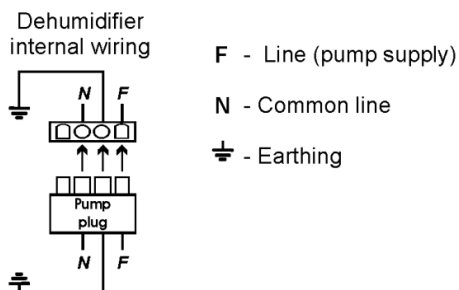 Dehumidifier
internal wiring
F - Line (pump supply)
N F
N - Common line
- Earthing
Pump
plug
N F